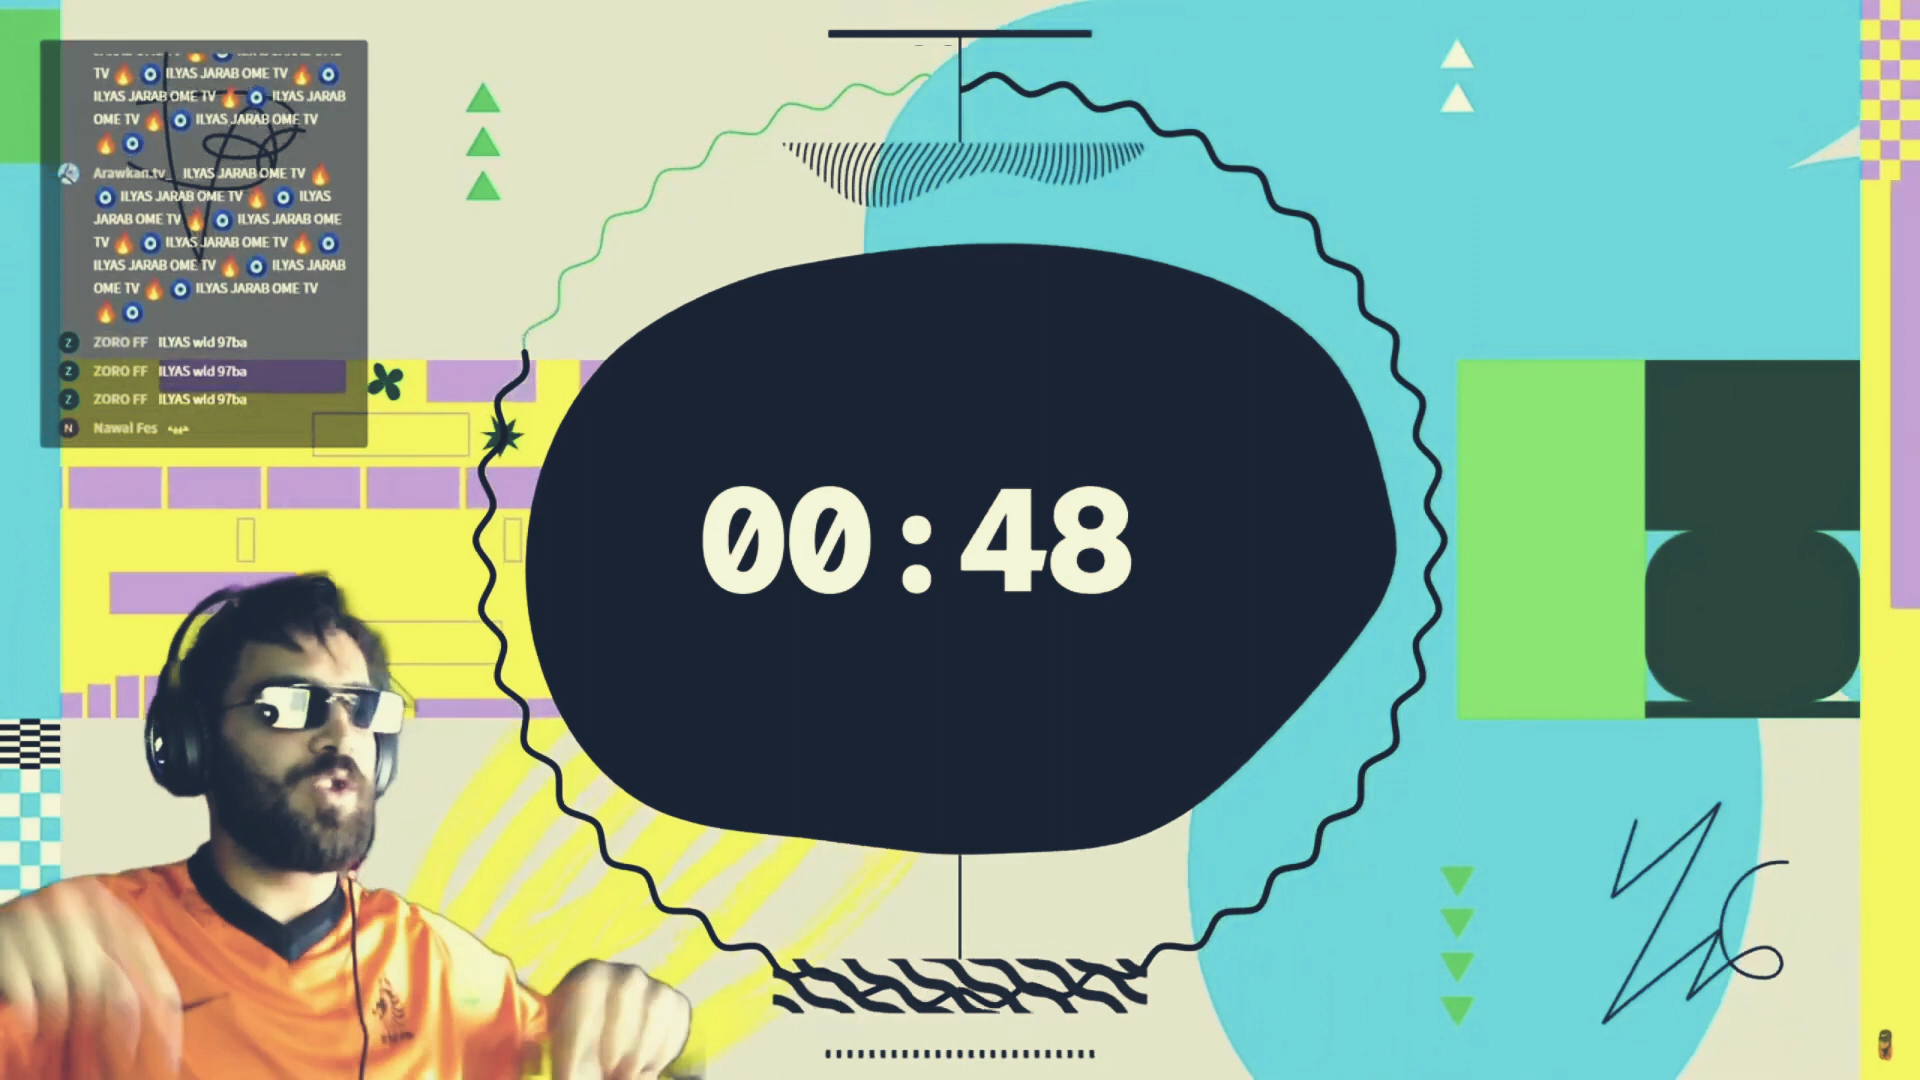 TV 🔥 🧿 ILYAS JARAB OME TV 🔥 🧿
ILYAS JARAB OME TV 🔥 🧿 ILYAS JARAB
OME TV 🔥 🧿 ILYAS JARAB OME TV
🔥 🧿
Arawkan.tv_ ILYAS JARAB OME TV 🔥
🧿 ILYAS JARAB OME TV 🔥 🧿 ILYAS
JARAB OME TV 🔥 🧿 ILYAS JARAB OME
TV 🔥 🧿 ILYAS JARAB OME TV 🔥 🧿
ILYAS JARAB OME TV 🔥 🧿 ILYAS JARAB
OME TV 🔥 🧿 ILYAS JARAB OME TV
🔥 🧿
Z ZORO FF ILYAS wld 97ba
Z ZORO FF ILYAS wld 97ba
Z ZORO FF ILYAS wld 97ba
N Nawal Fes
00:48